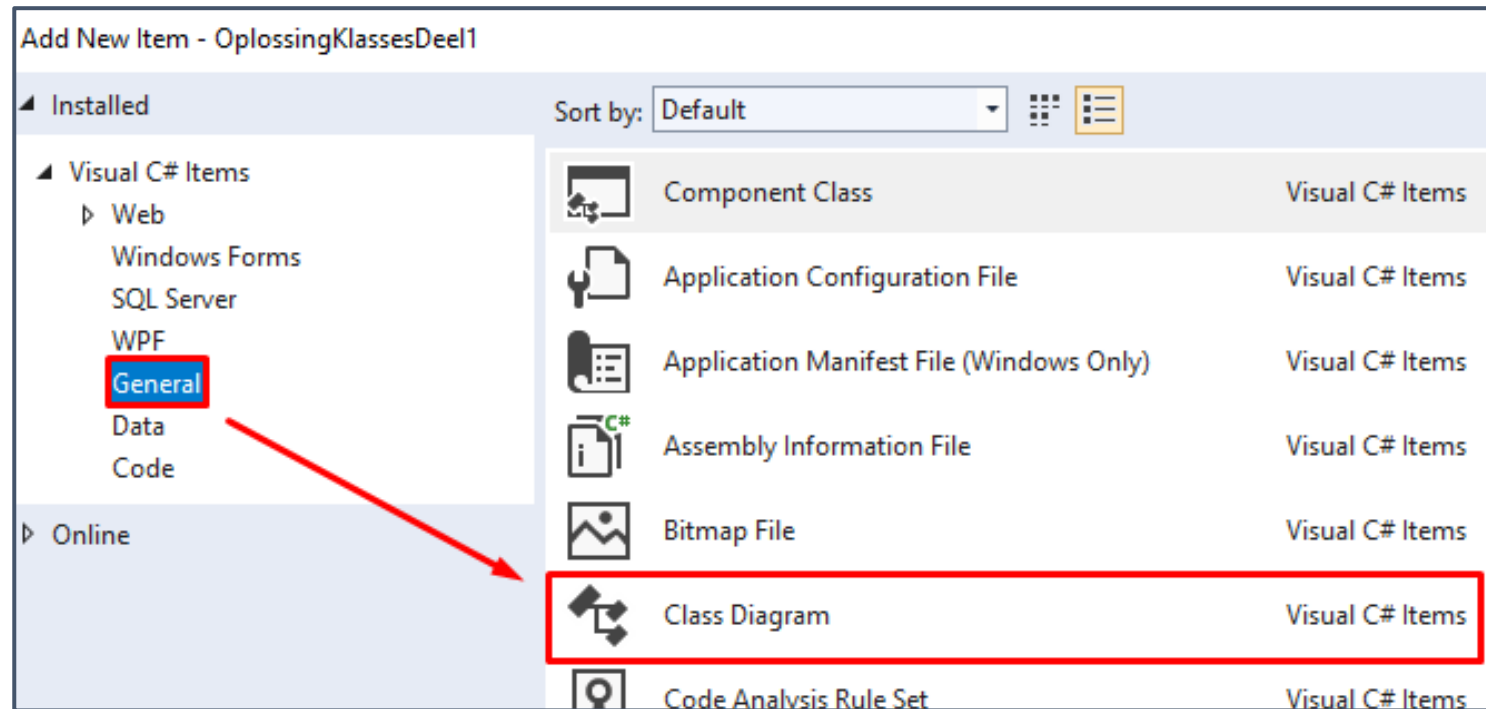 Add New Item - OplossingKlassesDeel1
Installed
Sort by: Default
Visual C# Items
Web
Windows Forms
SQL Server
WPF
General
Data
Code
Online
Component Class Visual C# Items
Application Configuration File Visual C# Items
Application Manifest File (Windows Only) Visual C# Items
C#
Assembly Information File Visual C# Items
Bitmap File Visual C# Items
Class Diagram Visual C# Items
Code Analysis Rule Set Visual C# Items